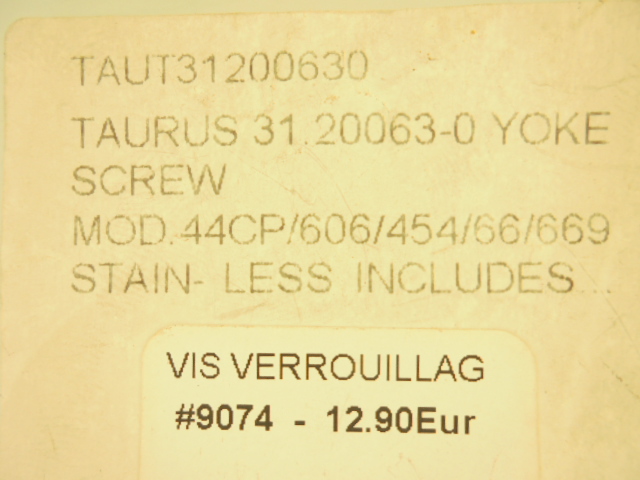 TAUT31200630
TAURUS 31.20063-0 YOKE
SCREW
MOD.44CP/606/454/66/669
STAIN- LESS INCLUDES...
VIS VERROUILLAG
#9074 - 12.90Eur